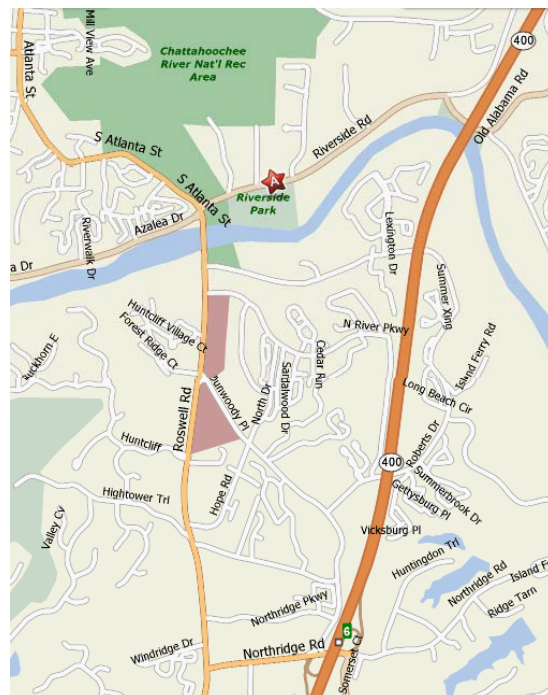 Mill View Ave
Atlanta St
Chattahoochee
River Nat'l Rec
Area
400
Old Alabama Rd
Riverside Rd
S Atlanta St
S Atlanta St
A
Riverside
Park
Azalea Dr
Riverwalk Dr
a Dr
Lexington Dr
Summer Xing
Huntcliff Village Ct
Forest Ridge Ct
N River Pkwy
Cedar Run
Island Ferry Rd
Buckhorn E
Roswell Rd
Dunwoody Pl
North Dr
Sardalwood Dr
Long Beach Cir
Roberts Dr
Huntcliff
400
Summerbrook Dr
Gettysburg Pl
Hightower Trl
Hope Rd
Valley Cv
Vicksburg Pl
Huntingdon Trl
Northridge Rd
Island F
Ridge Tarn
Northridge Pkwy
6
Windridge Dr
Northridge Rd
Somerset Ct